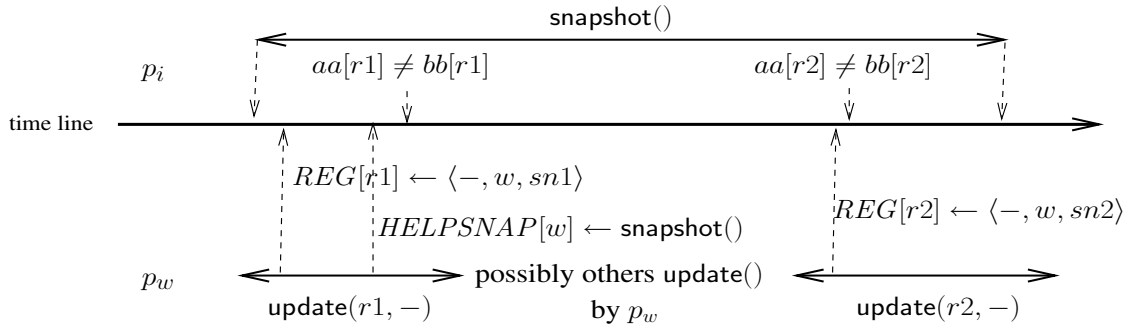 snapshot()
p_i
aa[r1] ≠ bb[r1]
aa[r2] ≠ bb[r2]
time line
REG[r1] ← ⟨−, w, sn1⟩
REG[r2] ← ⟨−, w, sn2⟩
HELPSNAP[w] ← snapshot()
p_w
possibly others update()
by p_w
update(r1, −)
update(r2, −)